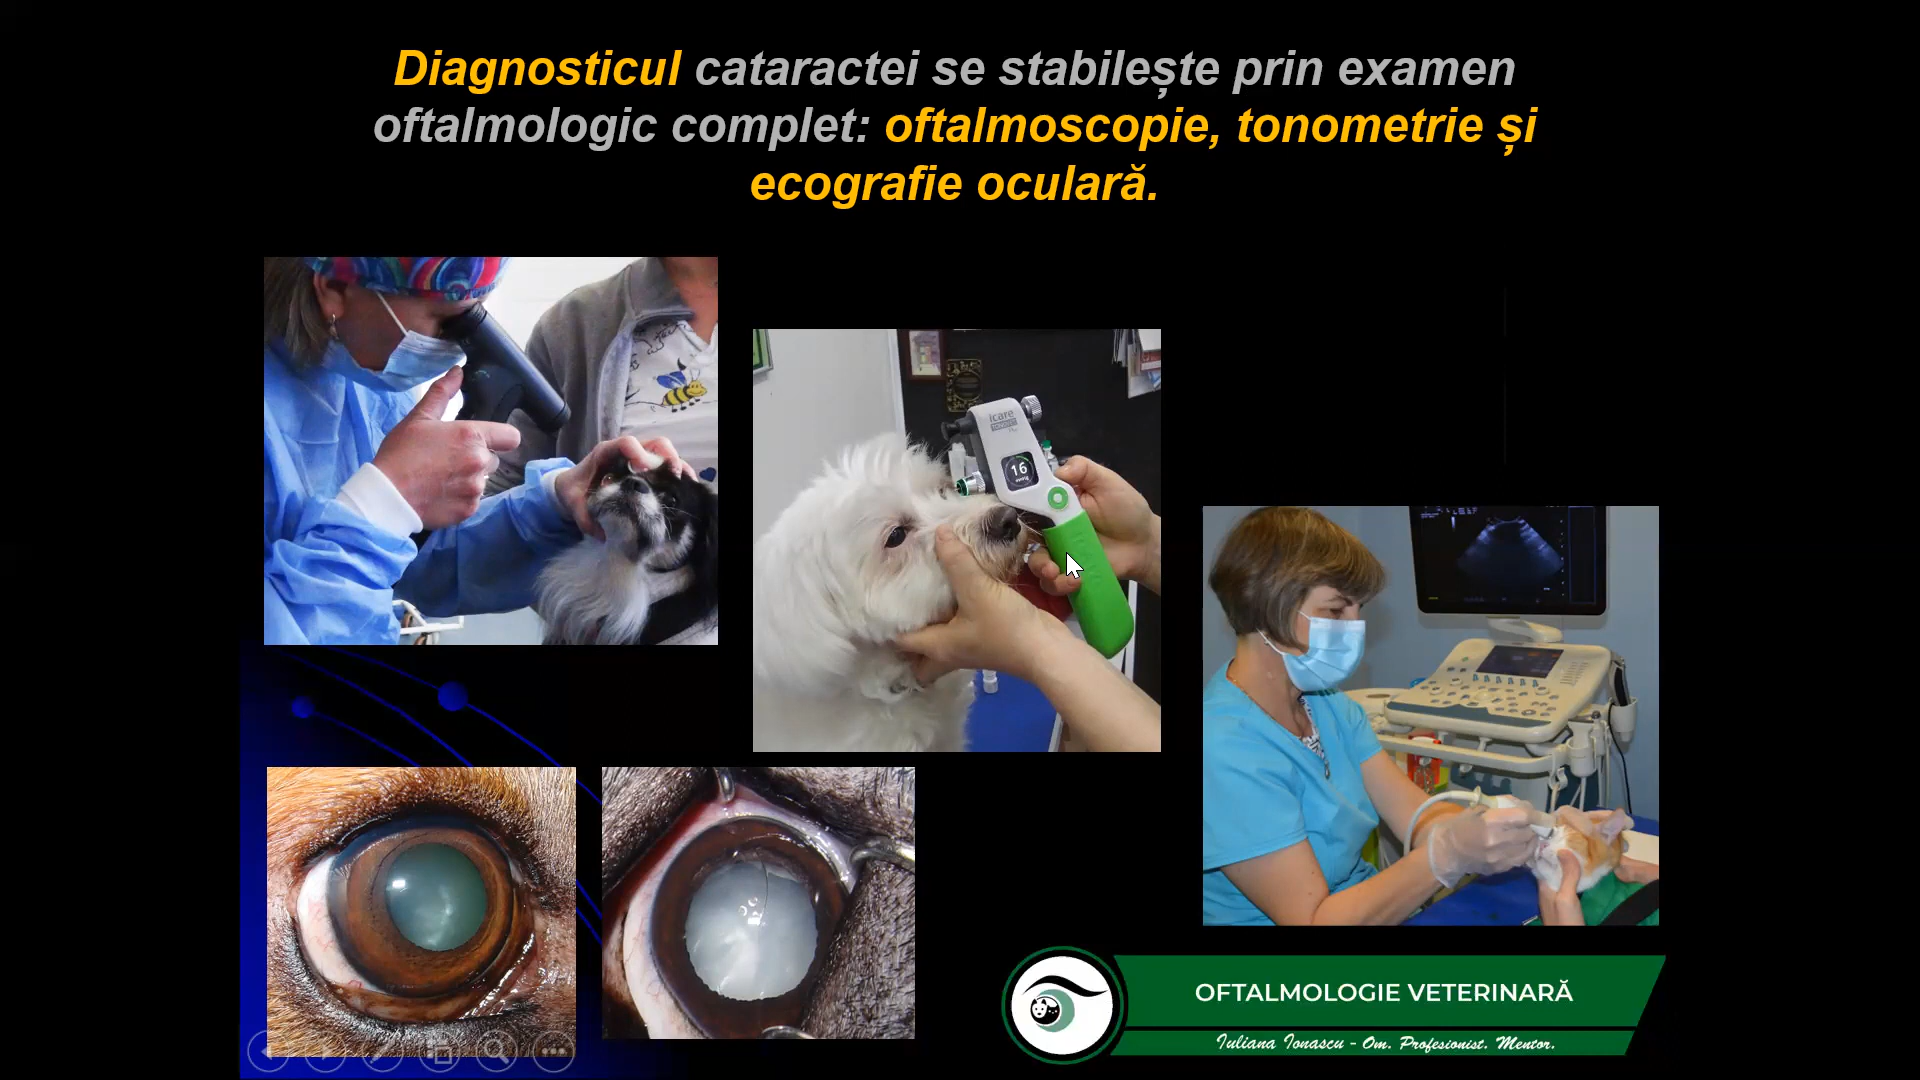 Diagnosticul cataractei se stabilește prin examen
oftalmologic complet: oftalmoscopie, tonometrie și
ecografie oculară.
icare
16
OFTALMOLOGIE VETERINARĂ
Iuliana Ionascu - Om. Profesionist. Mentor.